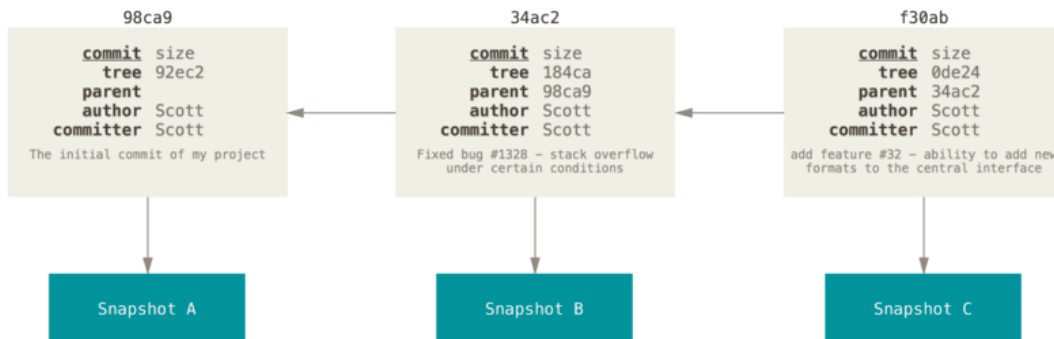 98ca9
commit size
tree 92ec2
parent
author Scott
committer Scott
The initial commit of my project
Snapshot A
34ac2
commit size
tree 184ca
parent 98ca9
author Scott
committer Scott
Fixed bug #1328 – stack overflow
under certain conditions
Snapshot B
f30ab
commit size
tree 0de24
parent 34ac2
author Scott
committer Scott
add feature #32 – ability to add new
formats to the central interface
Snapshot C